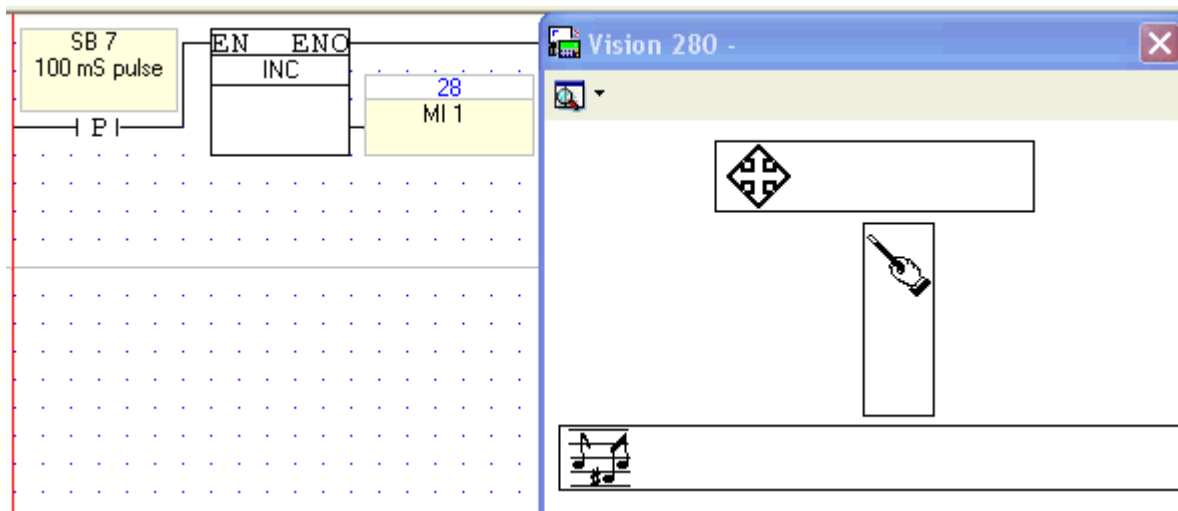 SB 7
100 mS pulse
P
EN ENO
INC
28
MI 1
Vision 280 -